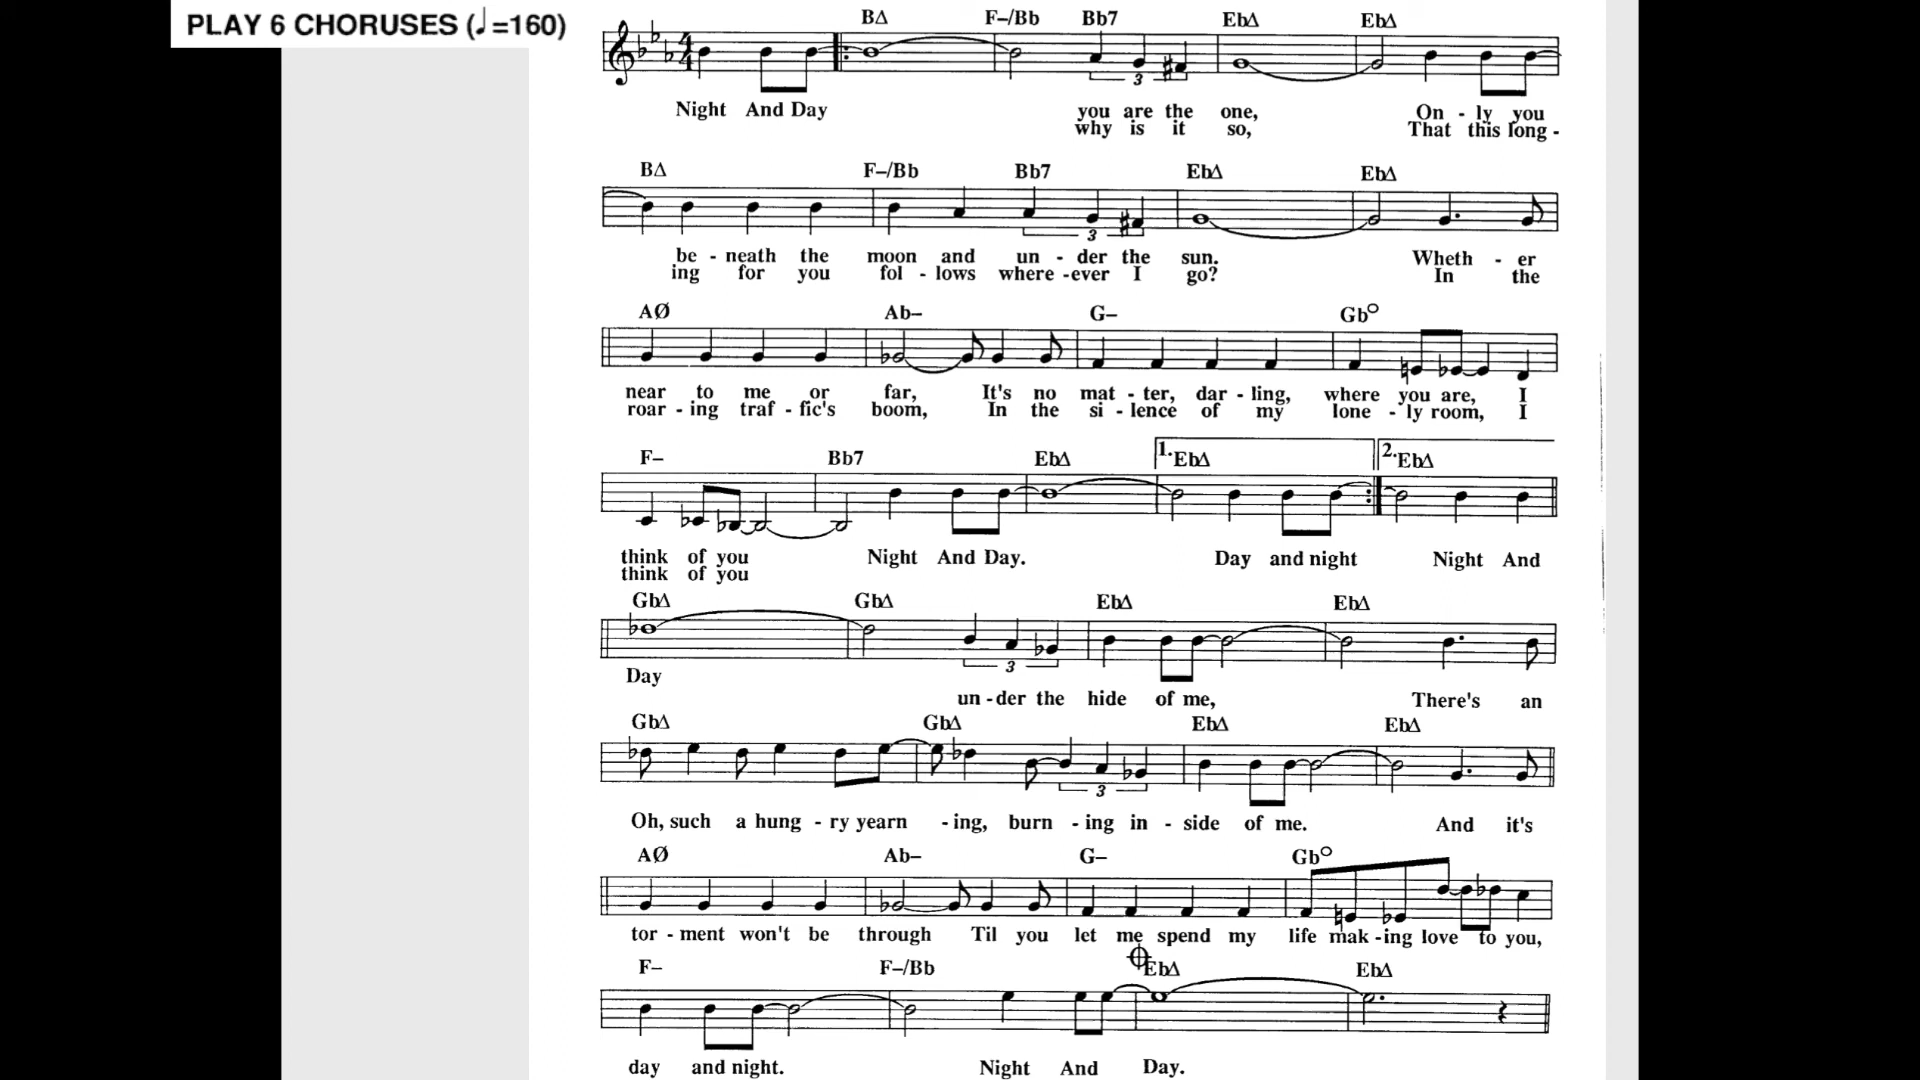 PLAY 6 CHORUSES (♩=160)
BΔ F–/Bb Bb7 EbΔ EbΔ
3
Night And Day you are the one, On - ly you
why is it so, That this long -
BΔ F–/Bb Bb7 EbΔ EbΔ
3
be - neath the moon and un - der the sun. Wheth - er
ing for you fol - lows where - ever I go? In the
AØ Ab– G– Gb○
near to me or far, It's no mat - ter, dar - ling, where you are, I
roar - ing traf - fic's boom, In the si - lence of my lone - ly room, I
F– Bb7 EbΔ 1. EbΔ 2. EbΔ
think of you Night And Day. Day and night Night And
think of you
GbΔ GbΔ EbΔ EbΔ
3
Day
un - der the hide of me, There's an
GbΔ GbΔ EbΔ EbΔ
3
Oh, such a hung - ry yearn - ing, burn - ing in - side of me. And it's
AØ Ab– G– Gb○
tor - ment won't be through Til you let me spend my life mak - ing love to you,
F– F–/Bb EbΔ EbΔ
day and night. Night And Day.